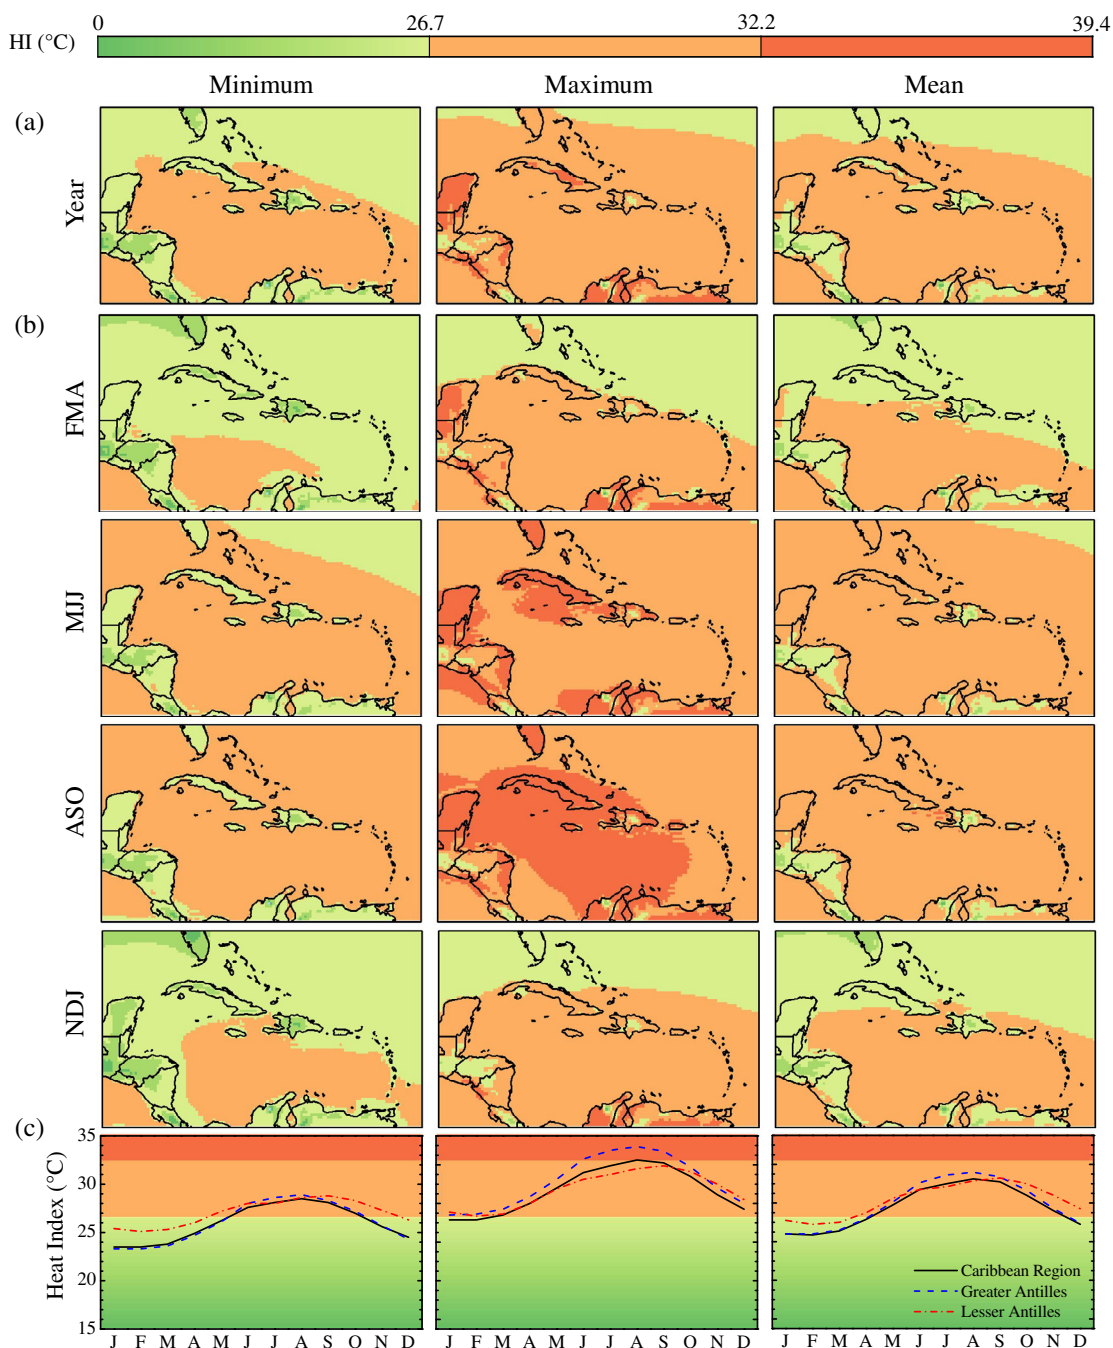 0 26.7 32.2 39.4
HI (°C)
Minimum Maximum Mean
(a)
Year
(b)
FMA
MJJ
ASO
NDJ
(c)
Heat Index (°C)
35
30
25
20
15
Caribbean Region
Greater Antilles
Lesser Antilles
J F M A M J J A S O N D J F M A M J J A S O N D J F M A M J J A S O N D